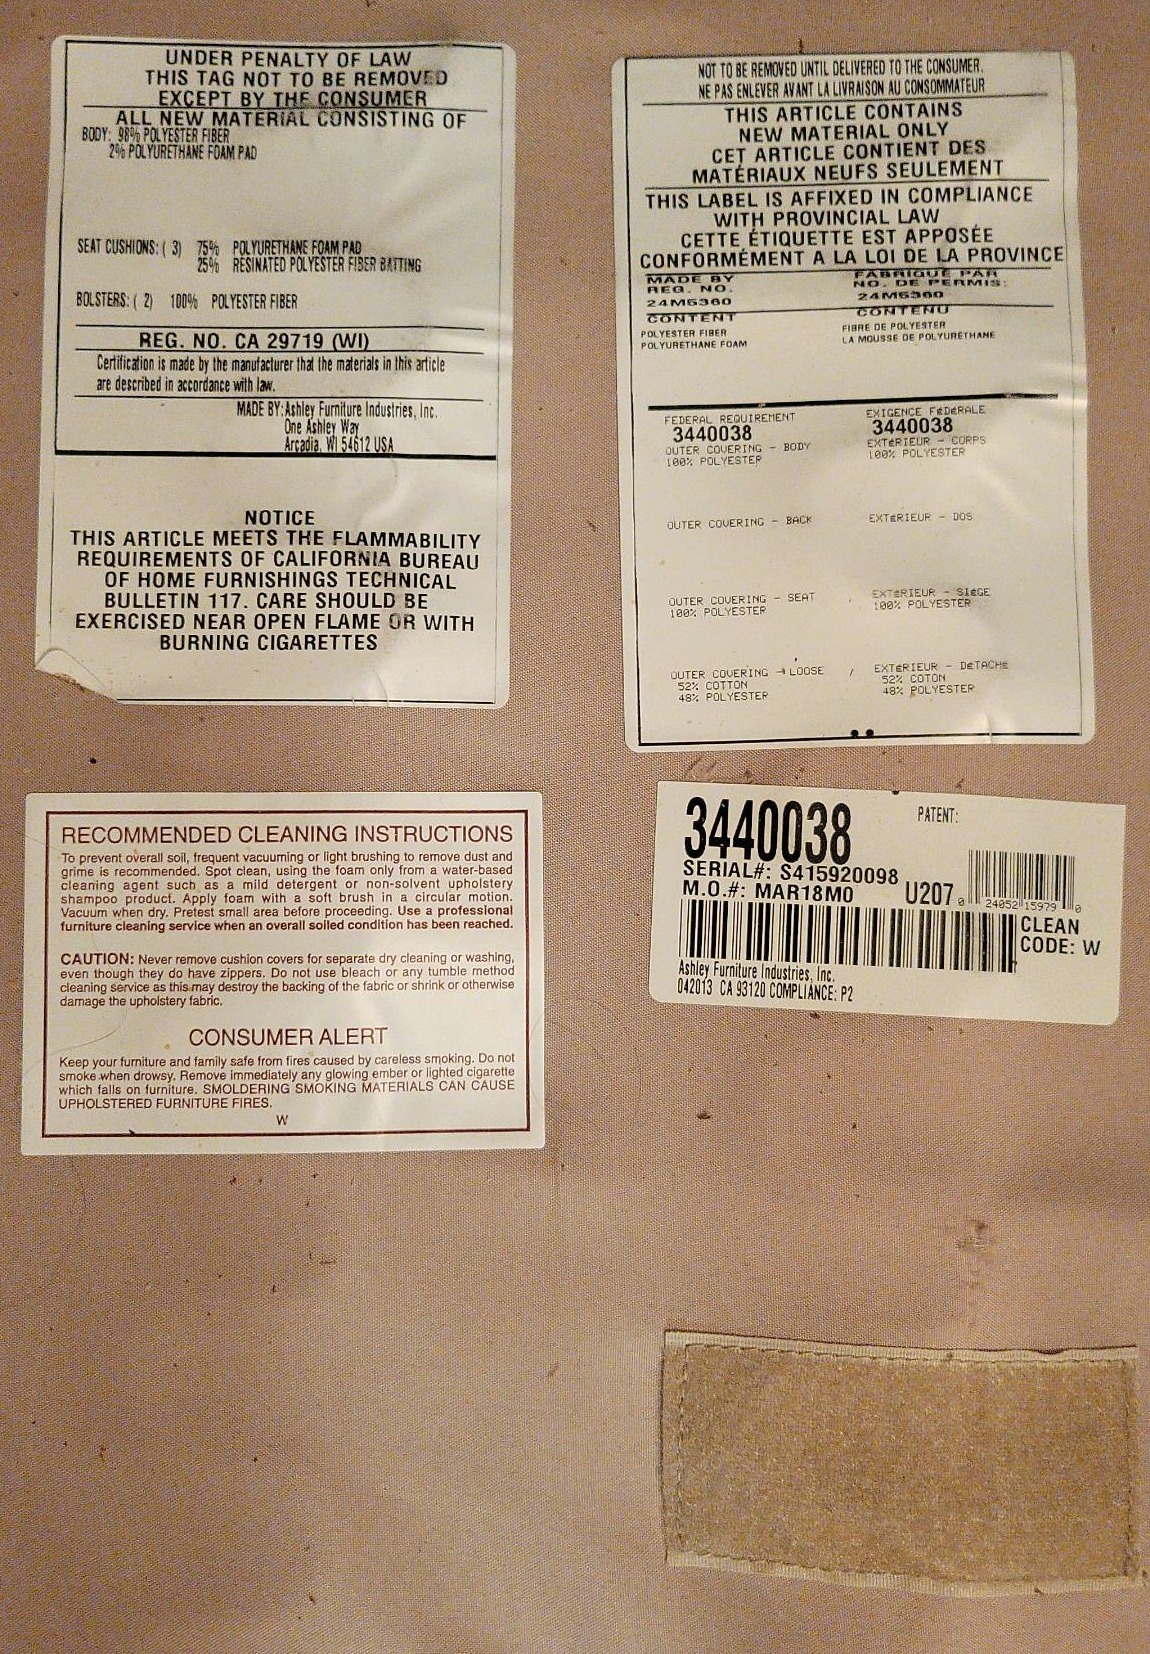 UNDER PENALTY OF LAW
THIS TAG NOT TO BE REMOVED
EXCEPT BY THE CONSUMER
ALL NEW MATERIAL CONSISTING OF
BODY: 98% POLYESTER FIBER
2% POLYURETHANE FOAM PAD
SEAT CUSHIONS: ( 3) 75% POLYURETHANE FOAM PAD
25% RESINATED POLYESTER FIBER BATTING
BOLSTERS: ( 2) 100% POLYESTER FIBER
REG. NO. CA 29719 (WI)
Certification is made by the manufacturer that the materials in this article
are described in accordance with law.
MADE BY: Ashley Furniture Industries, Inc.
One Ashley Way
Arcadia, WI 54612 USA
NOTICE
THIS ARTICLE MEETS THE FLAMMABILITY
REQUIREMENTS OF CALIFORNIA BUREAU
OF HOME FURNISHINGS TECHNICAL
BULLETIN 117. CARE SHOULD BE
EXERCISED NEAR OPEN FLAME OR WITH
BURNING CIGARETTES
NOT TO BE REMOVED UNTIL DELIVERED TO THE CONSUMER.
NE PAS ENLEVER AVANT LA LIVRAISON AU CONSOMMATEUR
THIS ARTICLE CONTAINS
NEW MATERIAL ONLY
CET ARTICLE CONTIENT DES
MATÉRIAUX NEUFS SEULEMENT
THIS LABEL IS AFFIXED IN COMPLIANCE
WITH PROVINCIAL LAW
CETTE ÉTIQUETTE EST APPOSÉE
CONFORMÉMENT A LA LOI DE LA PROVINCE
MADE BY FABRIQUÉ PAR
REG. NO. NO. DE PERMIS:
24M5360 24M5360
CONTENT CONTENU
POLYESTER FIBER FIBRE DE POLYESTER
POLYURETHANE FOAM LA MOUSSE DE POLYURÉTHANE
FEDERAL REQUIREMENT EXIGENCE FéDéRALE
3440038 3440038
OUTER COVERING - BODY EXTéRIEUR - CORPS
100% POLYESTER 100% POLYESTER
OUTER COVERING - BACK EXTéRIEUR - DOS
OUTER COVERING - SEAT EXTéRIEUR - SIèGE
100% POLYESTER 100% POLYESTER
OUTER COVERING - LOOSE / EXTéRIEUR - DéTACHé
52% COTTON 52% COTON
48% POLYESTER 48% POLYESTER
RECOMMENDED CLEANING INSTRUCTIONS
To prevent overall soil, frequent vacuuming or light brushing to remove dust and
grime is recommended. Spot clean, using the foam only from a water-based
cleaning agent such as a mild detergent or non-solvent upholstery
shampoo product. Apply foam with a soft brush in a circular motion.
Vacuum when dry. Pretest small area before proceeding. Use a professional
furniture cleaning service when an overall soiled condition has been reached.
CAUTION: Never remove cushion covers for separate dry cleaning or washing,
even though they do have zippers. Do not use bleach or any tumble method
cleaning service as this may destroy the backing of the fabric or shrink or otherwise
damage the upholstery fabric.
CONSUMER ALERT
Keep your furniture and family safe from fires caused by careless smoking. Do not
smoke when drowsy. Remove immediately any glowing ember or lighted cigarette
which falls on furniture. SMOLDERING SMOKING MATERIALS CAN CAUSE
UPHOLSTERED FURNITURE FIRES.
W
3440038 PATENT:
SERIAL#: S415920098
M.O.#: MAR18M0 U207
0 24052 15979 0
CLEAN
CODE: W
Ashley Furniture Industries, Inc.
042013 CA 93120 COMPLIANCE: P2